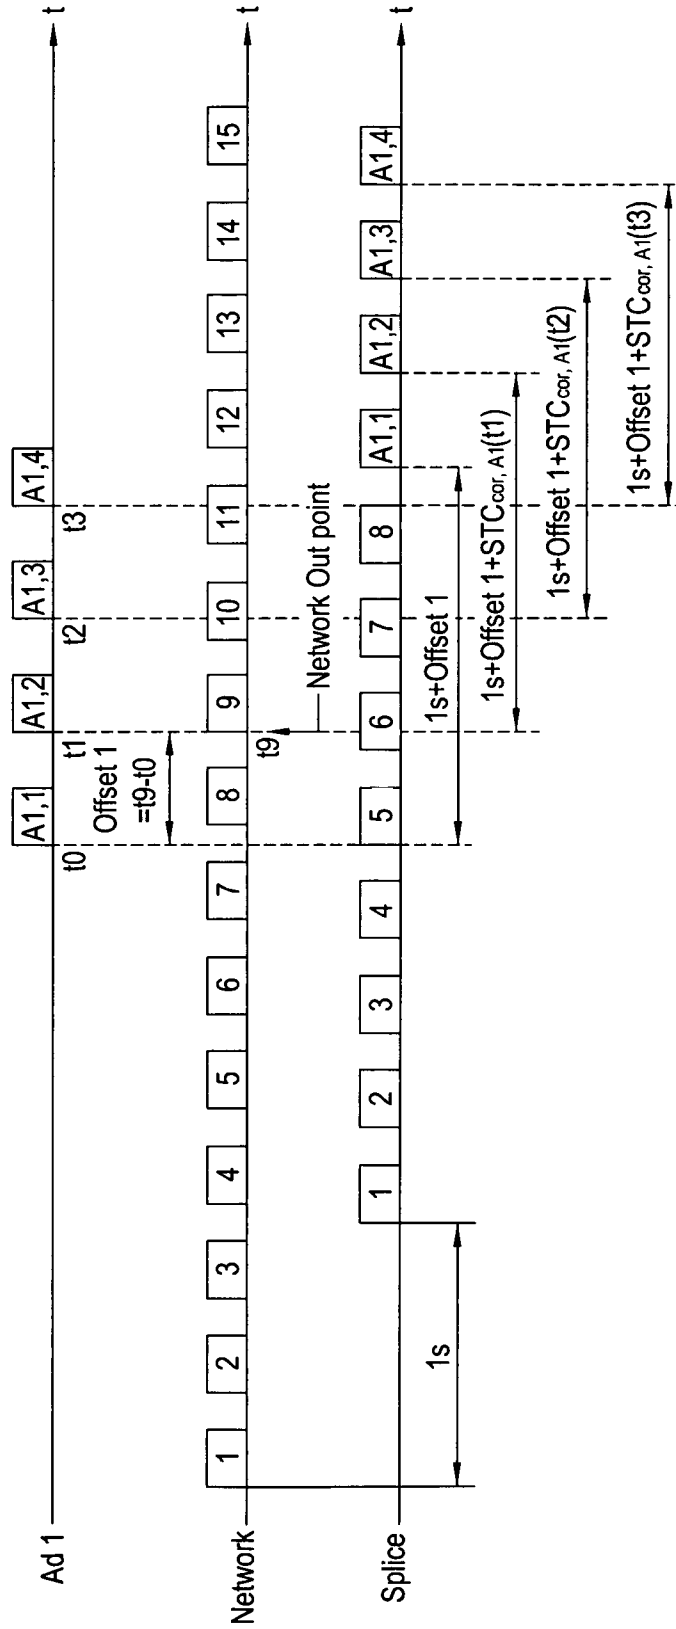 Ad 1
A1,1
A1,2
A1,3
A1,4
t
t0
t1
t2
t3
Offset 1
=t9-t0
Network
1
2
3
4
5
6
7
8
9
10
11
12
13
14
15
t
t9
Network Out point
Splice
1
2
3
4
5
6
7
8
A1,1
A1,2
A1,3
A1,4
t
1s
1s+Offset 1
1s+Offset 1+STCcor, A1(t1)
1s+Offset 1+STCcor, A1(t2)
1s+Offset 1+STCcor, A1(t3)